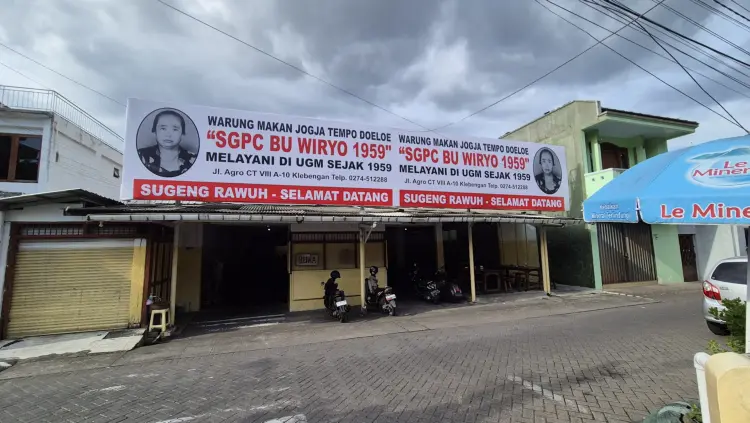 WARUNG MAKAN JOGJA TEMPO DOELOE
"SGPC BU WIRYO 1959"
MELAYANI DI UGM SEJAK 1959
Jl. Agro CT VIII A-10 Klebengan Telp. 0274-512288
SUGENG RAWUH - SELAMAT DATANG
WARUNG MAKAN JOGJA TEMPO DOELOE
"SGPC BU WIRYO 1959"
MELAYANI DI UGM SEJAK 1959
Jl. Agro CT VIII A-10 Klebengan Telp. 0274-512288
SUGENG RAWUH - SELAMAT DATANG
Le Minerale
Le Miner